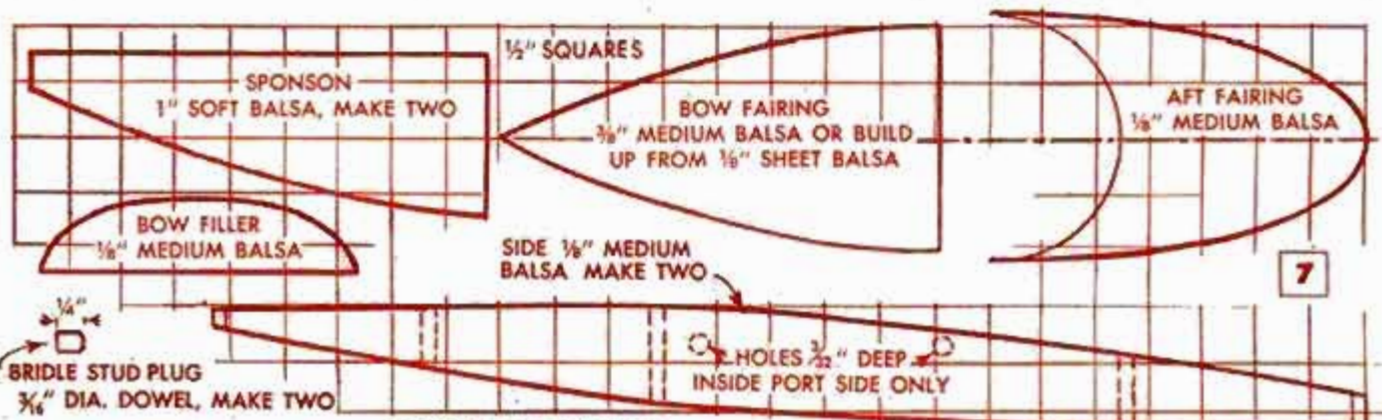 ½" SQUARES
SPONSON
1" SOFT BALSA, MAKE TWO
BOW FAIRING
⅜" MEDIUM BALSA OR BUILD
UP FROM ⅛" SHEET BALSA
AFT FAIRING
⅛" MEDIUM BALSA
BOW FILLER
⅛" MEDIUM BALSA
SIDE ⅛" MEDIUM
BALSA MAKE TWO
7
¼"
HOLES 3/32" DEEP
INSIDE PORT SIDE ONLY
BRIDLE STUD PLUG
3/16" DIA. DOWEL, MAKE TWO